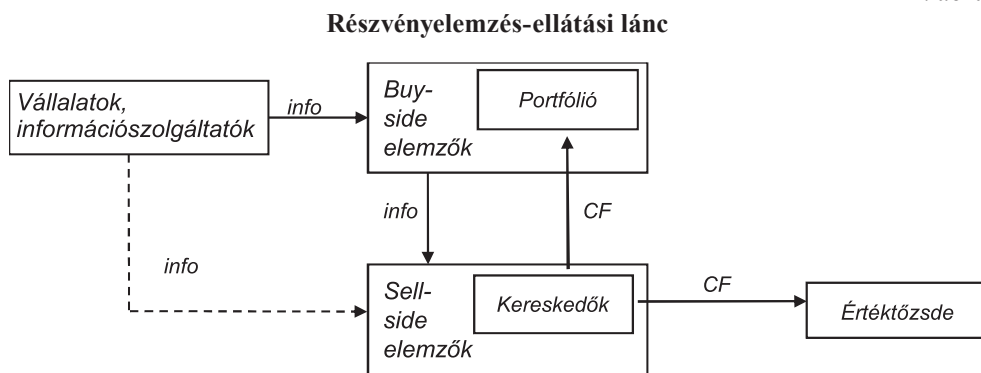 Részvényelemzés-ellátási lánc
Vállalatok,
információszolgáltatók
info
Buy-
side
elemzők
Portfólió
info
CF
info
Sell-
side
elemzők
Kereskedők
CF
Értéktőzsde